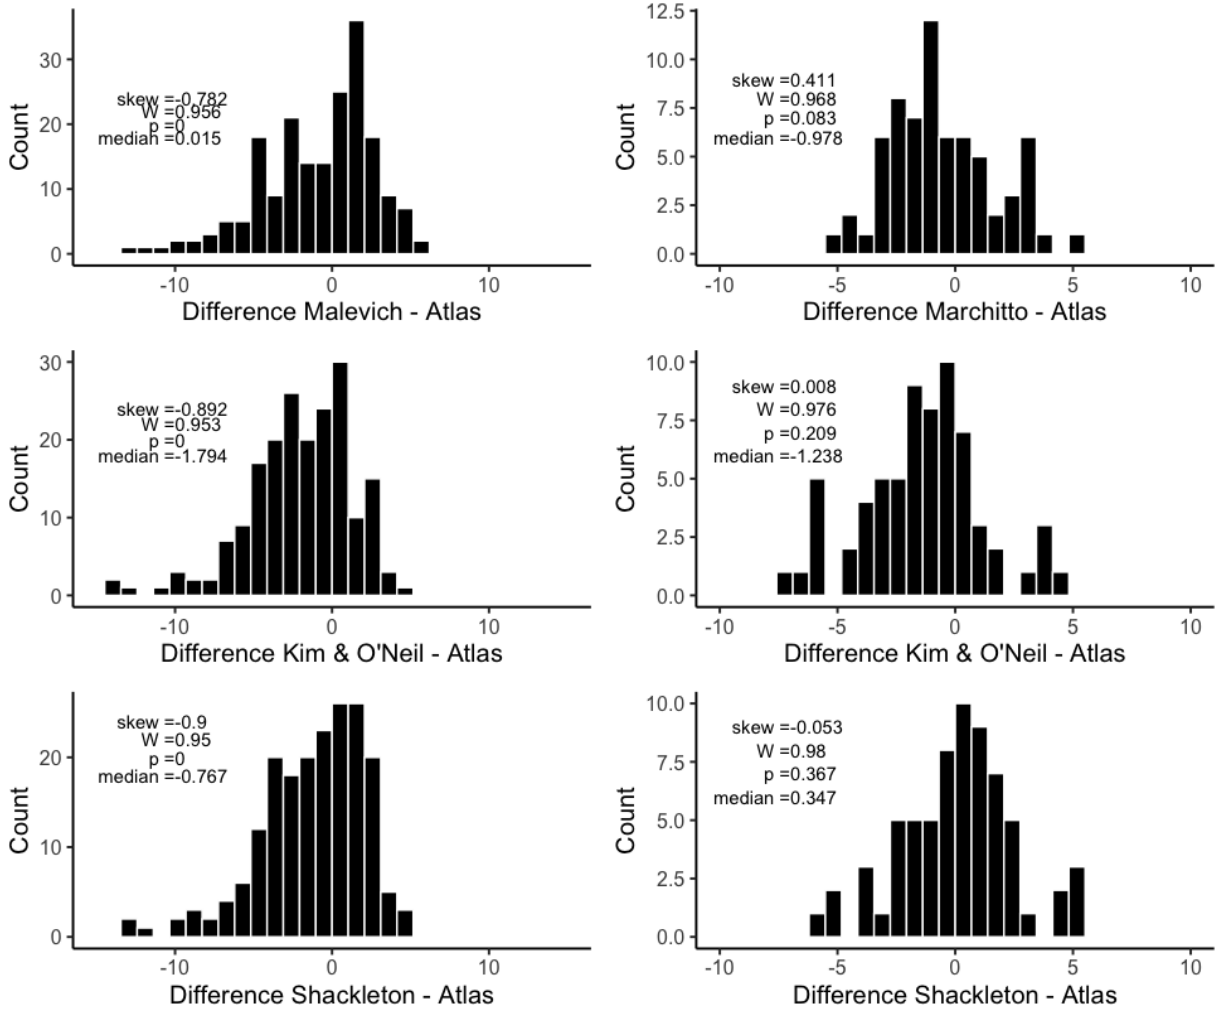 30
20
10
0
Count
skew =-0.782
W =0.956
p =0
median =0.015
-10 0 10
Difference Malevich - Atlas
12.5
10.0
7.5
5.0
2.5
0.0
Count
skew =0.411
W =0.968
p =0.083
median =-0.978
-10 -5 0 5 10
Difference Marchitto - Atlas
30
20
10
0
Count
skew =-0.892
W =0.953
p =0
median =-1.794
-10 0 10
Difference Kim & O'Neil - Atlas
10.0
7.5
5.0
2.5
0.0
Count
skew =0.008
W =0.976
p =0.209
median =-1.238
-10 -5 0 5 10
Difference Kim & O'Neil - Atlas
20
10
0
Count
skew =-0.9
W =0.95
p =0
median =-0.767
-10 0 10
Difference Shackleton - Atlas
10.0
7.5
5.0
2.5
0.0
Count
skew =-0.053
W =0.98
p =0.367
median =0.347
-10 -5 0 5 10
Difference Shackleton - Atlas